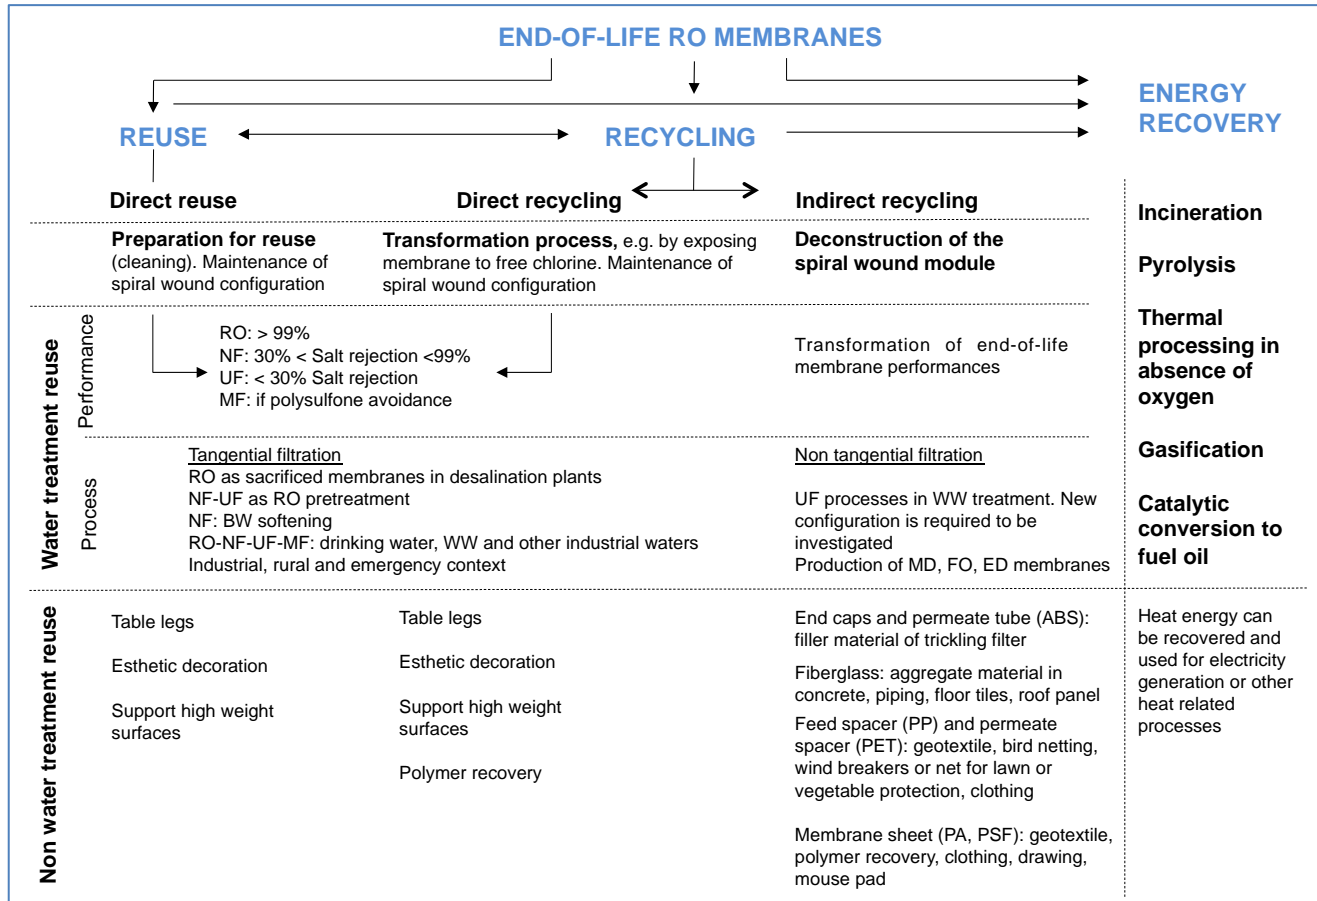 END-OF-LIFE RO MEMBRANES
ENERGY
RECOVERY
REUSE
RECYCLING
Direct reuse
Direct recycling
Indirect recycling
Preparation for reuse
(cleaning). Maintenance of
spiral wound configuration
Transformation process, e.g. by exposing
membrane to free chlorine. Maintenance of
spiral wound configuration
Deconstruction of the
spiral wound module
Incineration
Pyrolysis
Thermal
processing in
absence of
oxygen
Gasification
Catalytic
conversion to
fuel oil
Water treatment reuse
Performance
RO: > 99%
NF: 30% < Salt rejection <99%
UF: < 30% Salt rejection
MF: if polysulfone avoidance
Transformation of end-of-life
membrane performances
Process
Tangential filtration
RO as sacrificed membranes in desalination plants
NF-UF as RO pretreatment
NF: BW softening
RO-NF-UF-MF: drinking water, WW and other industrial waters
Industrial, rural and emergency context
Non tangential filtration
UF processes in WW treatment. New
configuration is required to be
investigated
Production of MD, FO, ED membranes
Non water treatment reuse
Table legs
Esthetic decoration
Support high weight
surfaces
Table legs
Esthetic decoration
Support high weight
surfaces
Polymer recovery
End caps and permeate tube (ABS):
filler material of trickling filter
Fiberglass: aggregate material in
concrete, piping, floor tiles, roof panel
Feed spacer (PP) and permeate
spacer (PET): geotextile, bird netting,
wind breakers or net for lawn or
vegetable protection, clothing
Membrane sheet (PA, PSF): geotextile,
polymer recovery, clothing, drawing,
mouse pad
Heat energy can
be recovered and
used for electricity
generation or other
heat related
processes